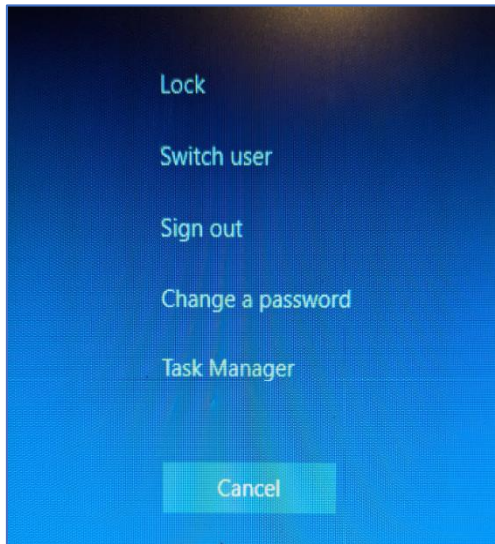 Lock
Switch user
Sign out
Change a password
Task Manager
Cancel